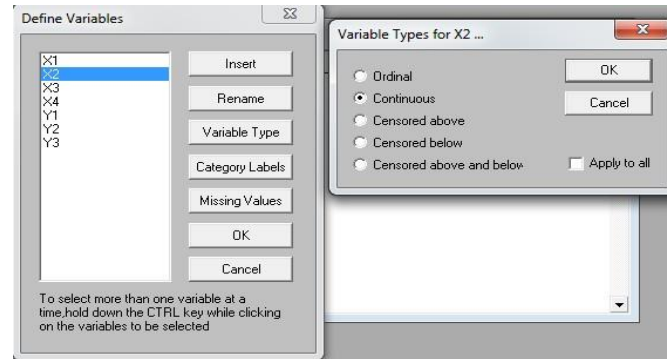 Define Variables
X1
X2
X3
X4
Y1
Y2
Y3
Insert
Rename
Variable Type
Category Labels
Missing Values
OK
Cancel
To select more than one variable at a
time,hold down the CTRL key while clicking
on the variables to be selected
Variable Types for X2 ...
Ordinal
Continuous
Censored above
Censored below
Censored above and below
OK
Cancel
Apply to all